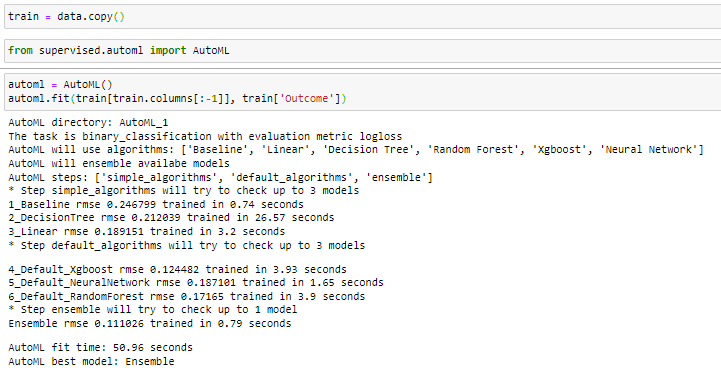 train = data.copy()
from supervised.automl import AutoML
automl = AutoML()
automl.fit(train[train.columns[:-1]], train['Outcome'])
AutoML directory: AutoML_1
The task is binary_classification with evaluation metric logloss
AutoML will use algorithms: ['Baseline', 'Linear', 'Decision Tree', 'Random Forest', 'Xgboost', 'Neural Network']
AutoML will ensemble availabe models
AutoML steps: ['simple_algorithms', 'default_algorithms', 'ensemble']
* Step simple_algorithms will try to check up to 3 models
1_Baseline rmse 0.246799 trained in 0.74 seconds
2_DecisionTree rmse 0.212039 trained in 26.57 seconds
3_Linear rmse 0.189151 trained in 3.2 seconds
* Step default_algorithms will try to check up to 3 models
4_Default_Xgboost rmse 0.124482 trained in 3.93 seconds
5_Default_NeuralNetwork rmse 0.187101 trained in 1.65 seconds
6_Default_RandomForest rmse 0.17165 trained in 3.9 seconds
* Step ensemble will try to check up to 1 model
Ensemble rmse 0.111026 trained in 0.79 seconds
AutoML fit time: 50.96 seconds
AutoML best model: Ensemble